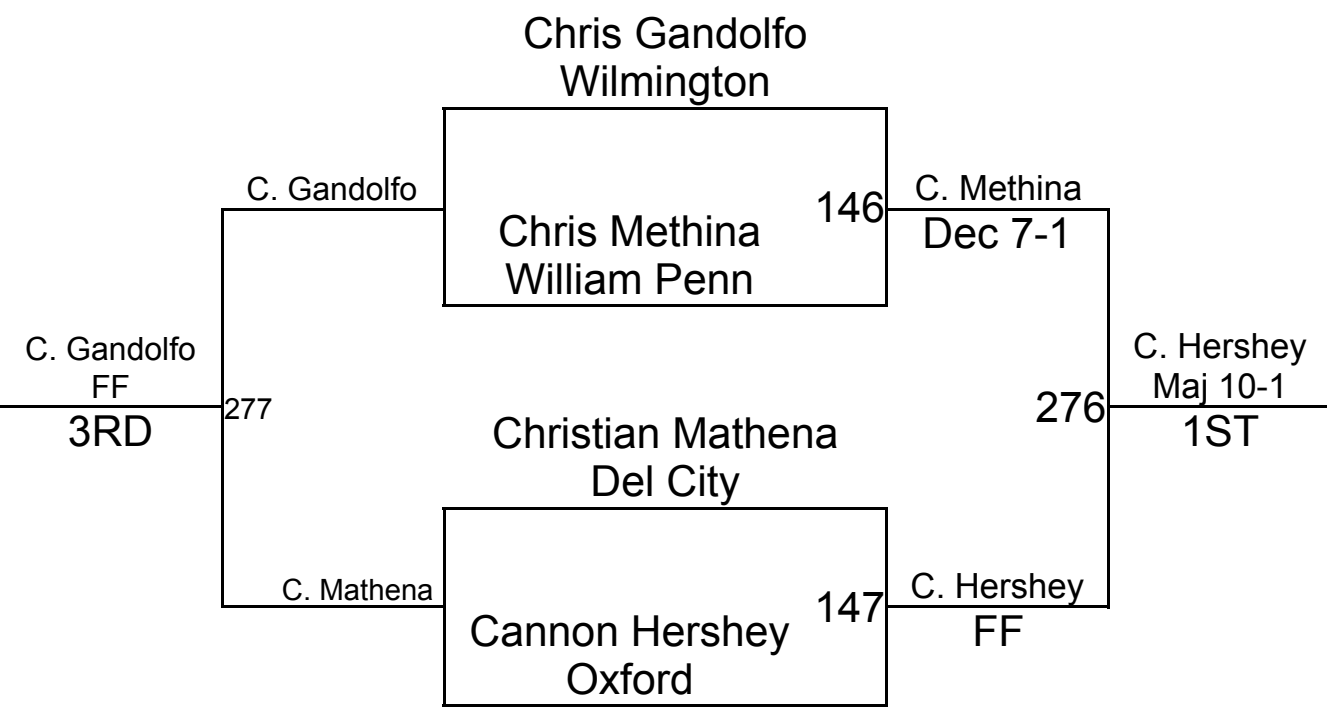 Chris Gandolfo
Wilmington
C. Gandolfo
146
C. Methina
Chris Methina
Dec 7-1
William Penn
C. Gandolfo
FF
3RD
277
C. Hershey
Maj 10-1
276
1ST
Christian Mathena
Del City
C. Mathena
147
C. Hershey
Cannon Hershey
FF
Oxford